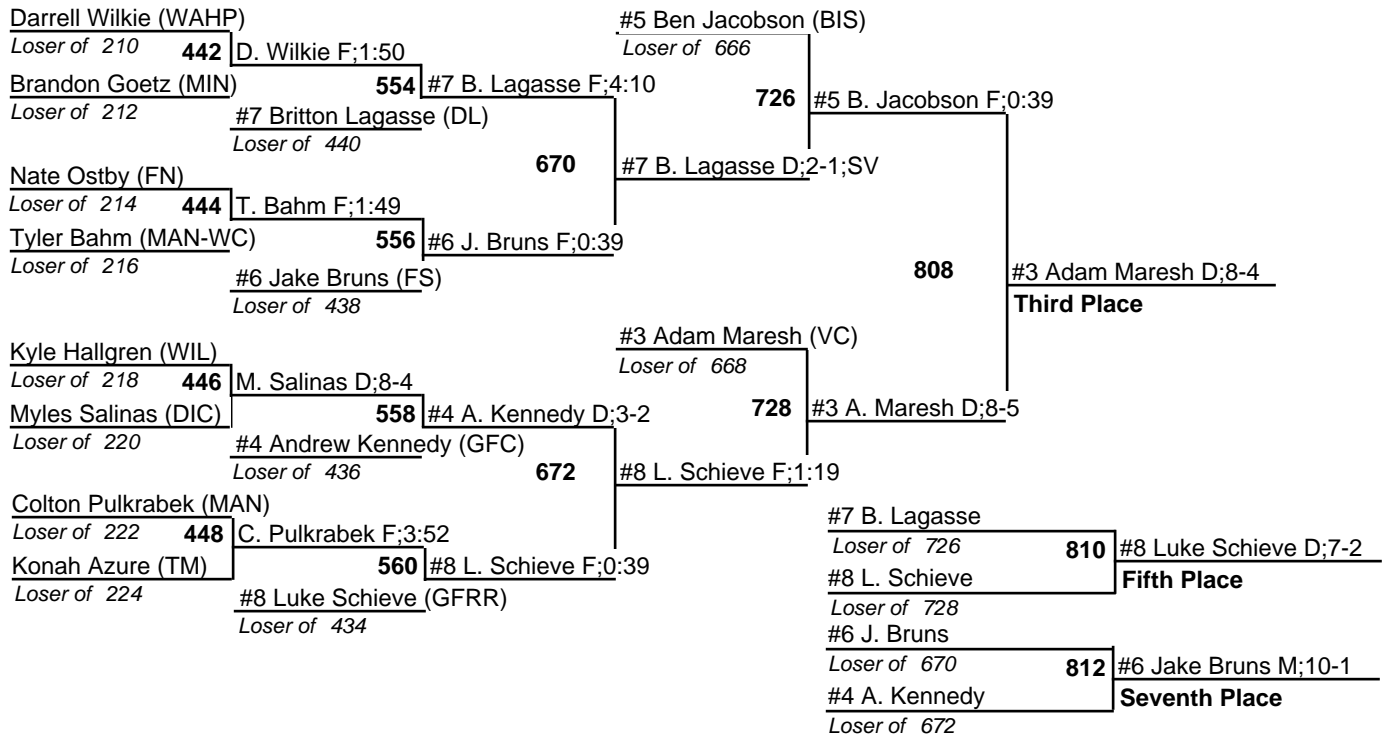 Darrell Wilkie (WAHP)
Loser of 210
442
D. Wilkie F;1:50
Brandon Goetz (MIN)
Loser of 212
554
#7 B. Lagasse F;4:10
#7 Britton Lagasse (DL)
Loser of 440
Nate Ostby (FN)
Loser of 214
444
T. Bahm F;1:49
Tyler Bahm (MAN-WC)
Loser of 216
556
#6 J. Bruns F;0:39
#6 Jake Bruns (FS)
Loser of 438
670
#7 B. Lagasse D;2-1;SV
#5 Ben Jacobson (BIS)
Loser of 666
726
#5 B. Jacobson F;0:39
Kyle Hallgren (WIL)
Loser of 218
446
M. Salinas D;8-4
Myles Salinas (DIC)
Loser of 220
558
#4 A. Kennedy D;3-2
#4 Andrew Kennedy (GFC)
Loser of 436
Colton Pulkrabek (MAN)
Loser of 222
448
C. Pulkrabek F;3:52
Konah Azure (TM)
Loser of 224
560
#8 L. Schieve F;0:39
#8 Luke Schieve (GFRR)
Loser of 434
672
#8 L. Schieve F;1:19
#3 Adam Maresh (VC)
Loser of 668
728
#3 A. Maresh D;8-5
808
#3 Adam Maresh D;8-4
Third Place
#7 B. Lagasse
Loser of 726
810
#8 Luke Schieve D;7-2
#8 L. Schieve
Fifth Place
Loser of 728
#6 J. Bruns
Loser of 670
812
#6 Jake Bruns M;10-1
#4 A. Kennedy
Seventh Place
Loser of 672